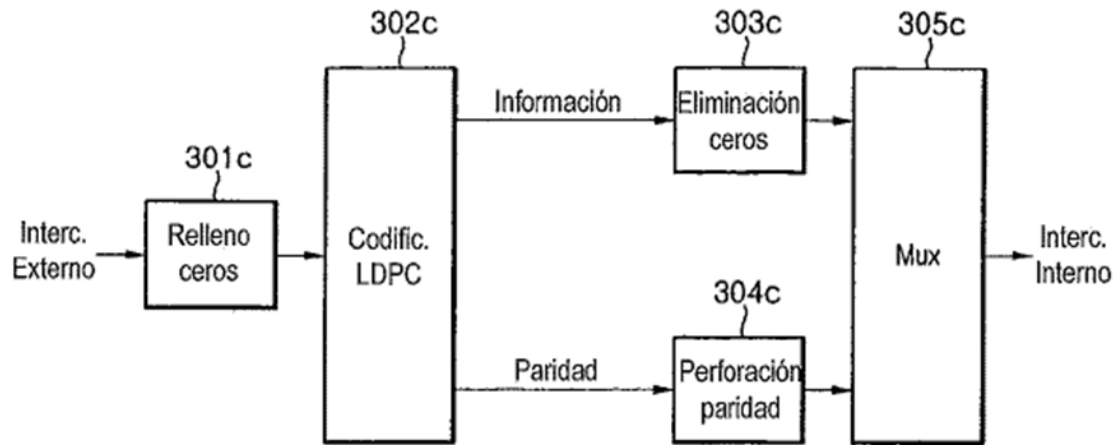 302c
303c
305c
Información
Eliminación
ceros
301c
Interc.
Externo
Relleno
ceros
Codific.
LDPC
Mux
Interc.
Interno
304c
Paridad
Perforación
paridad